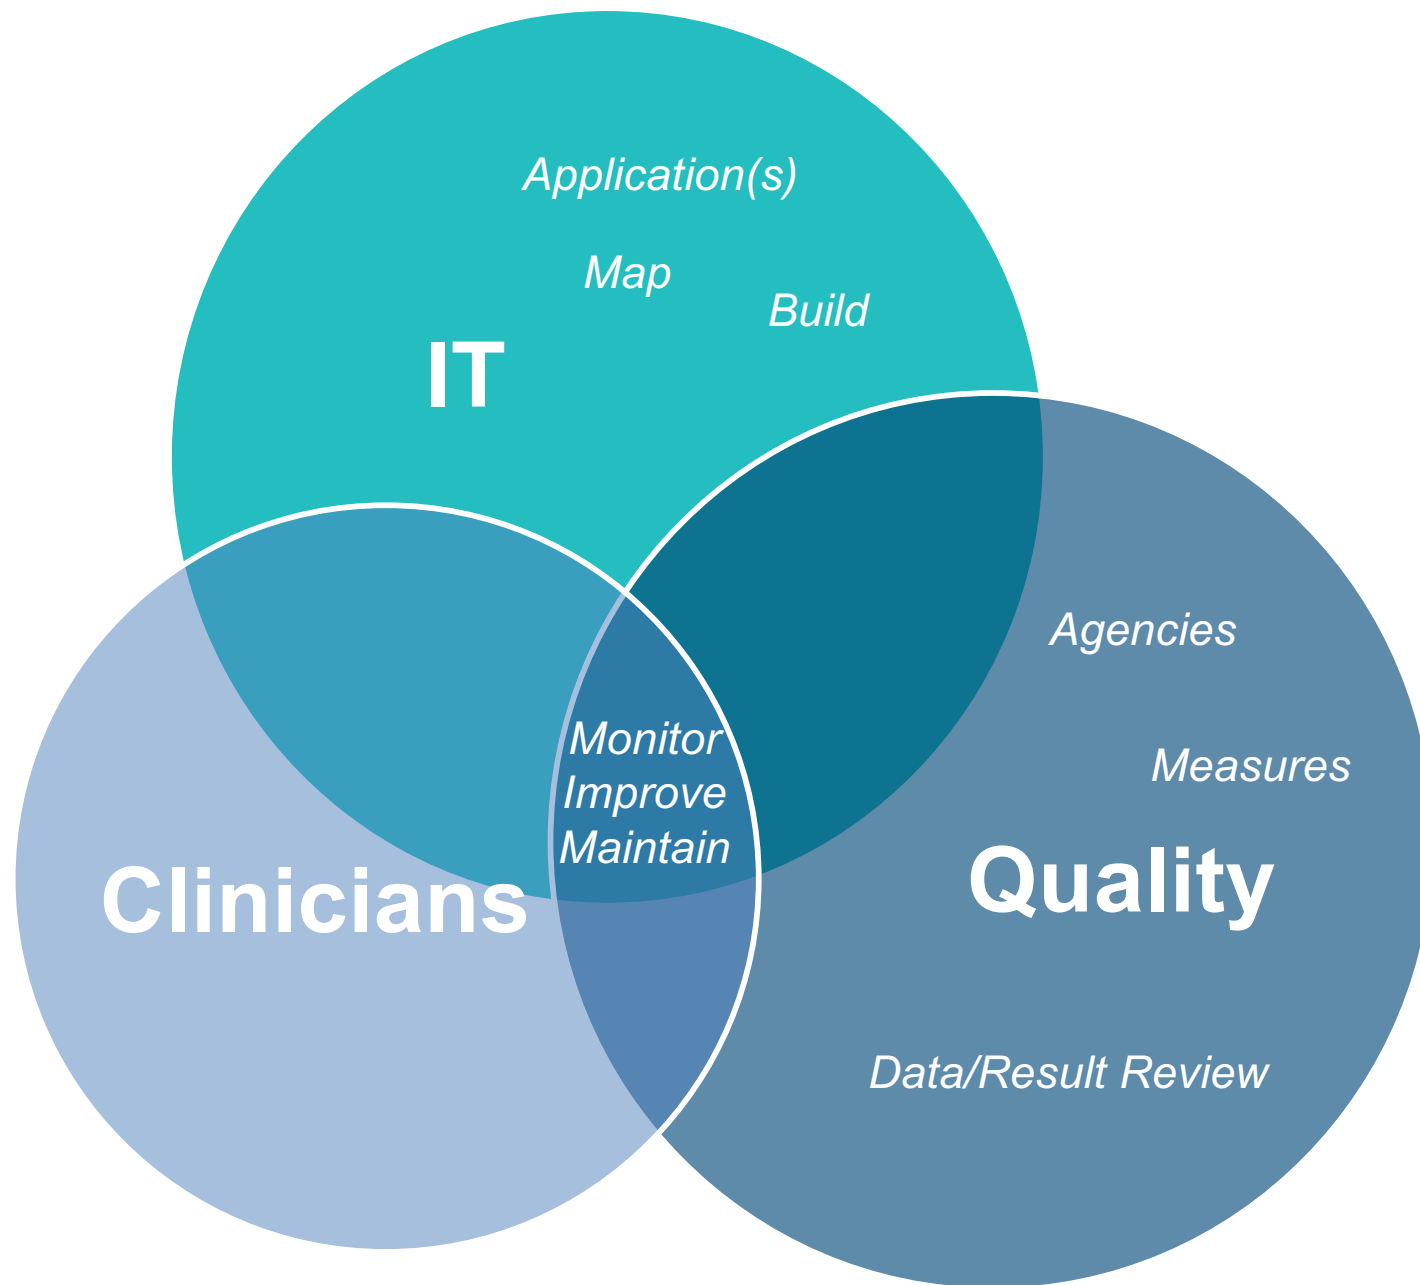 Application(s)
Map
Build
IT
Agencies
Monitor
Improve
Maintain
Measures
Clinicians
Quality
Data/Result Review